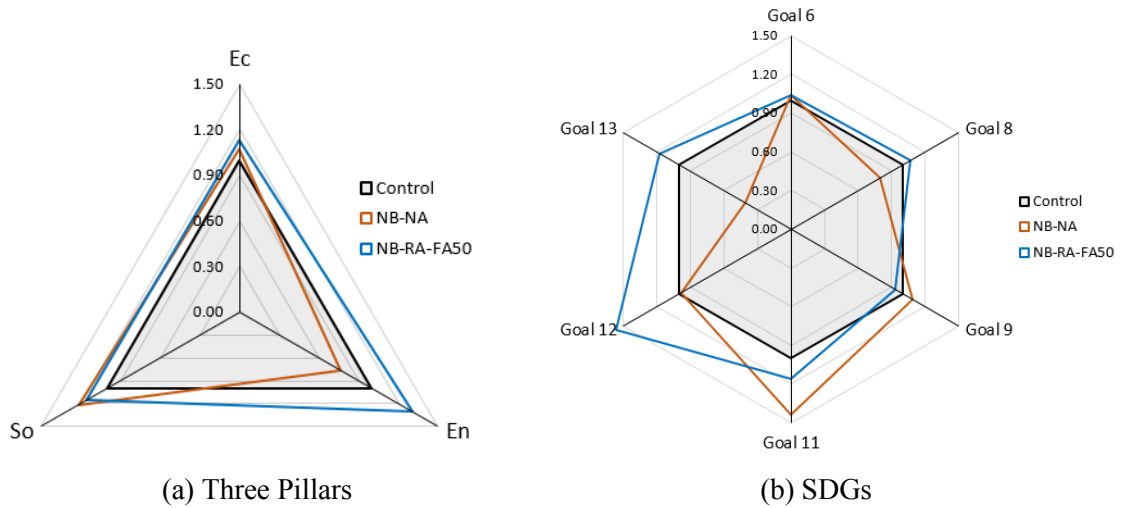 Ec
1.50
1.20
0.90
0.60
0.30
0.00
So
En
Control
NB-NA
NB-RA-FA50
(a) Three Pillars
Goal 6
1.50
1.20
0.90
0.60
0.30
0.00
Goal 13
Goal 8
Goal 12
Goal 9
Goal 11
Control
NB-NA
NB-RA-FA50
(b) SDGs